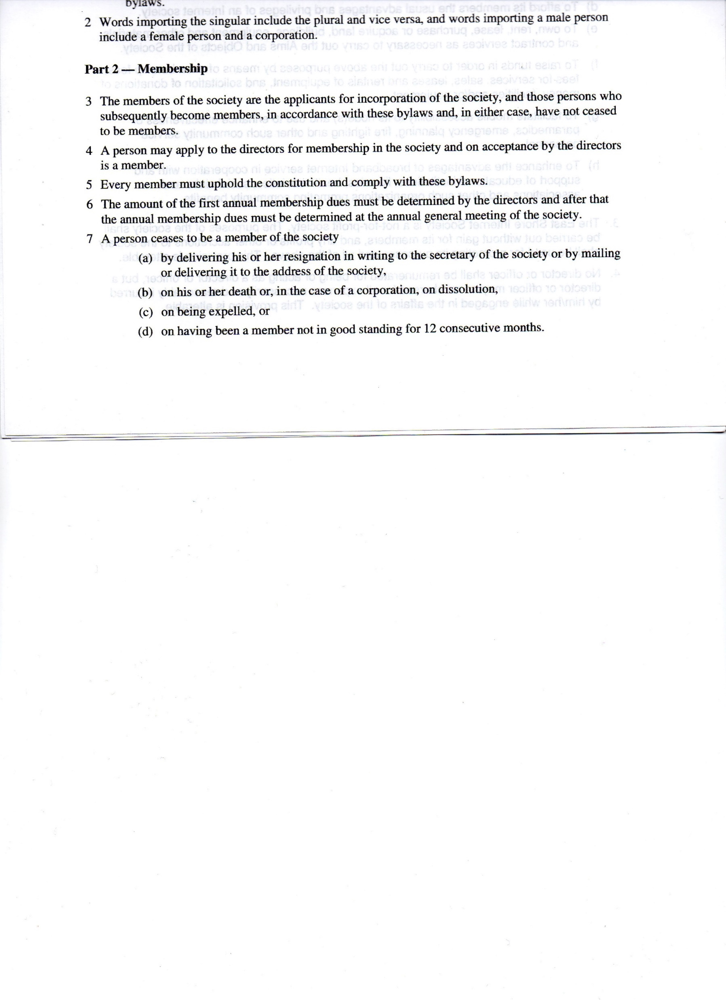 bylaws.
2 Words importing the singular include the plural and vice versa, and words importing a male person
include a female person and a corporation.
Part 2 — Membership
3 The members of the society are the applicants for incorporation of the society, and those persons who
subsequently become members, in accordance with these bylaws and, in either case, have not ceased
to be members.
4 A person may apply to the directors for membership in the society and on acceptance by the directors
is a member.
5 Every member must uphold the constitution and comply with these bylaws.
6 The amount of the first annual membership dues must be determined by the directors and after that
the annual membership dues must be determined at the annual general meeting of the society.
7 A person ceases to be a member of the society
(a) by delivering his or her resignation in writing to the secretary of the society or by mailing
or delivering it to the address of the society,
(b) on his or her death or, in the case of a corporation, on dissolution,
(c) on being expelled, or
(d) on having been a member not in good standing for 12 consecutive months.